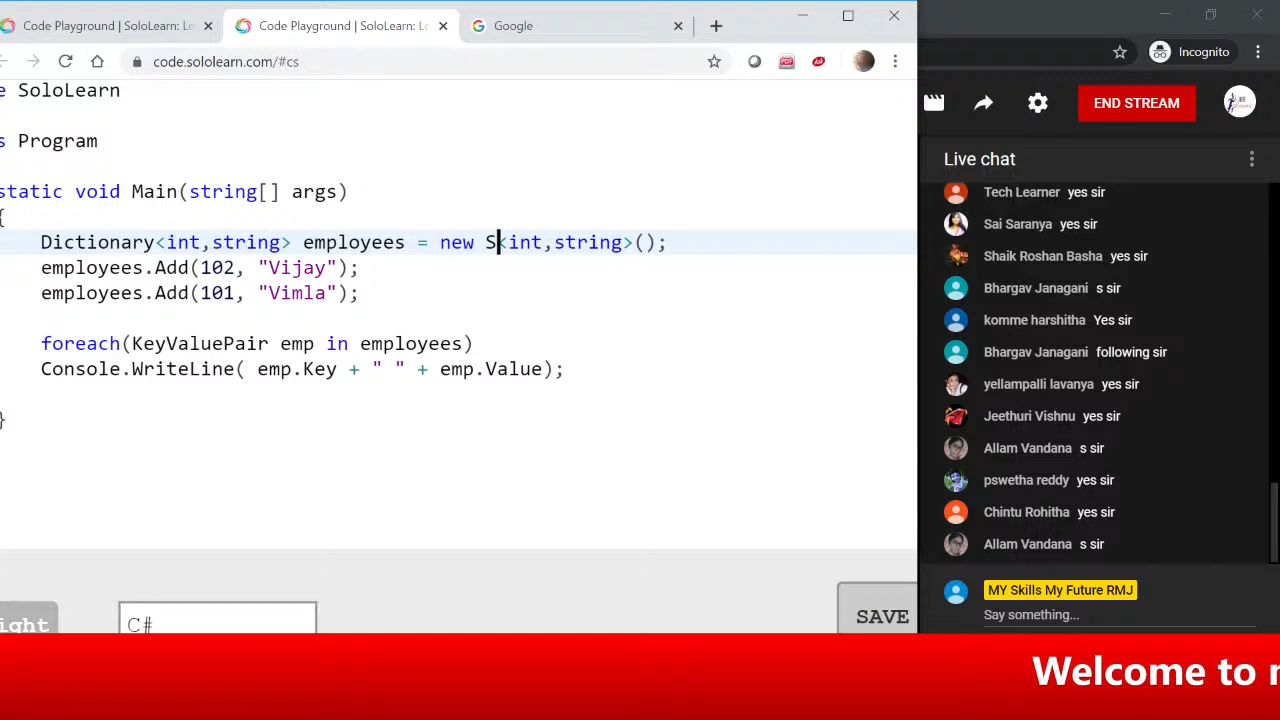 Code Playground | SoloLearn: Le
Code Playground | SoloLearn: Le
Google
code.sololearn.com/#cs
PDF
Incognito
e SoloLearn
s Program
static void Main(string[] args)
{
Dictionary<int,string> employees = new S<int,string>();
employees.Add(102, "Vijay");
employees.Add(101, "Vimla");
foreach(KeyValuePair emp in employees)
Console.WriteLine( emp.Key + " " + emp.Value);
}
ight
C#
SAVE
END STREAM
Live chat
Tech Learner yes sir
Sai Saranya yes sir
Shaik Roshan Basha yes sir
Bhargav Janagani s sir
komme harshitha Yes sir
Bhargav Janagani following sir
yellampalli lavanya yes sir
Jeethuri Vishnu yes sir
Allam Vandana s sir
pswetha reddy yes sir
Chintu Rohitha yes sir
Allam Vandana s sir
MY Skills My Future RMJ
Say something...
Welcome to